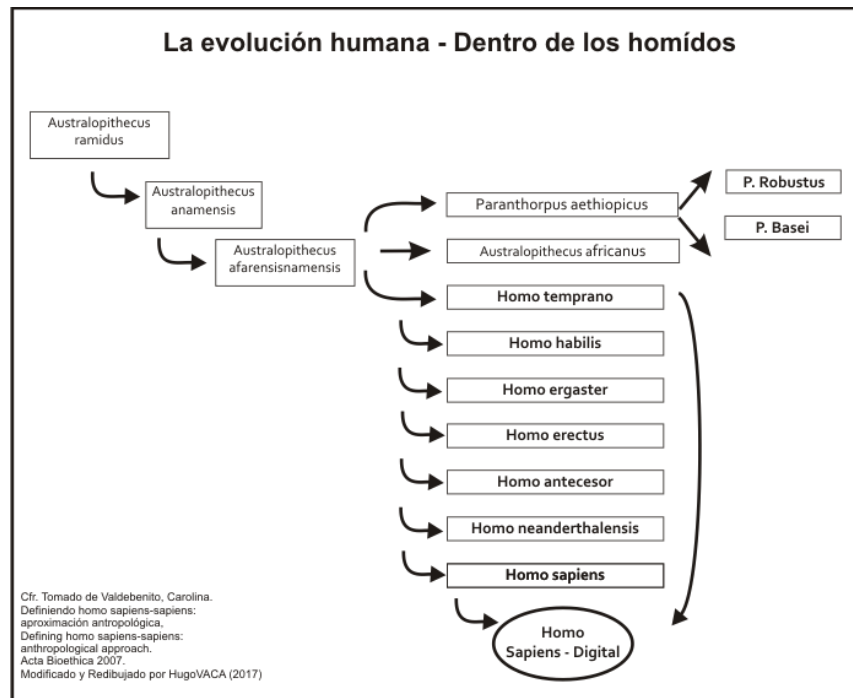 La evolución humana - Dentro de los homídos
Australopithecus
ramidus
Australopithecus
anamensis
Australopithecus
afarensisnamensis
Paranthorpus aethiopicus
P. Robustus
P. Basei
Australopithecus africanus
Homo temprano
Homo habilis
Homo ergaster
Homo erectus
Homo antecesor
Homo neanderthalensis
Homo sapiens
Homo
Sapiens - Digital
Cfr. Tomado de Valdebenito, Carolina.
Definiendo homo sapiens-sapiens:
aproximación antropológica,
Defining homo sapiens-sapiens:
anthropological approach.
Acta Bioethica 2007.
Modificado y Redibujado por HugoVACA (2017)